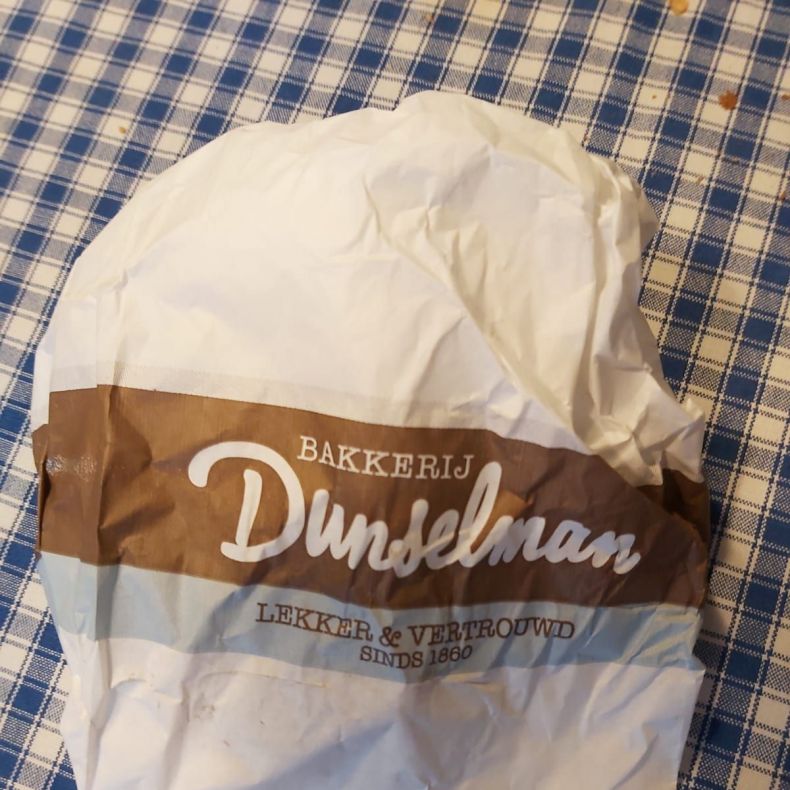 BAKKERIJ
Dunselman
LEKKER & VERTROUWD
SINDS 1860